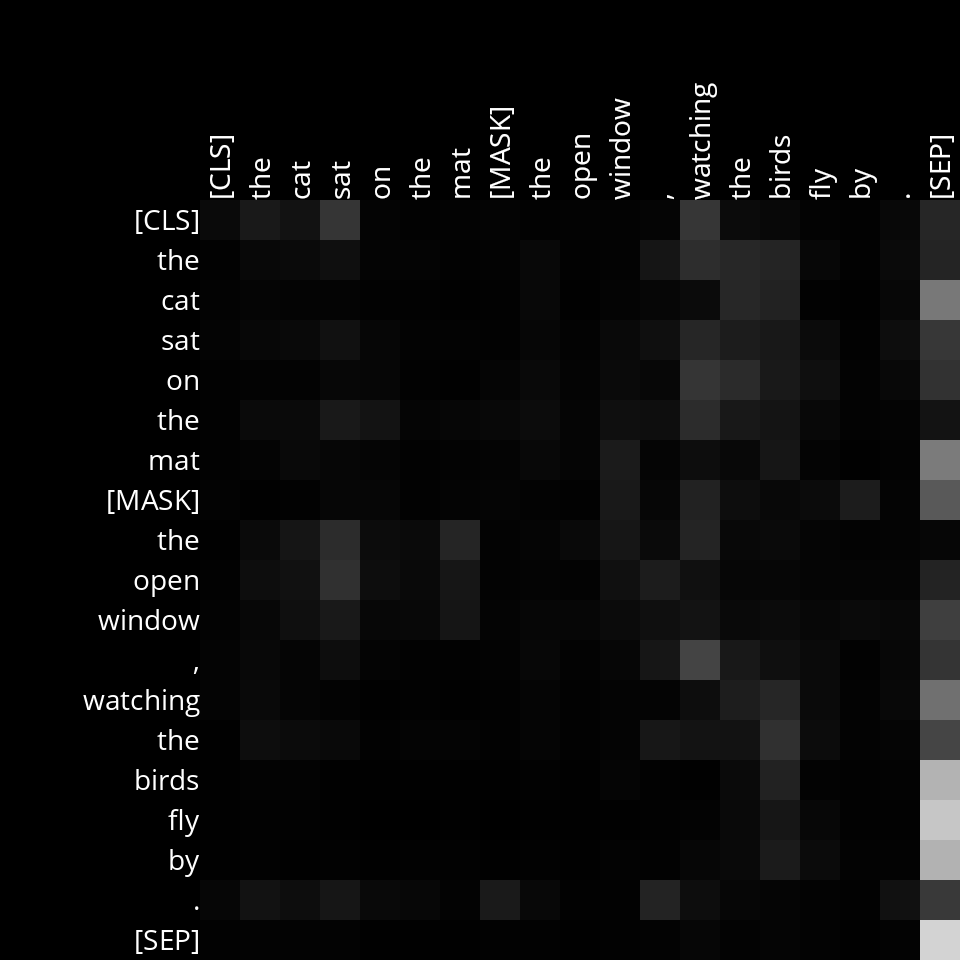 [CLS] the cat sat on the mat [MASK] the open window , watching the birds fly by . [SEP]
[CLS]
the
cat
sat
on
the
mat
[MASK]
the
open
window
,
watching
the
birds
fly
by
.
[SEP]